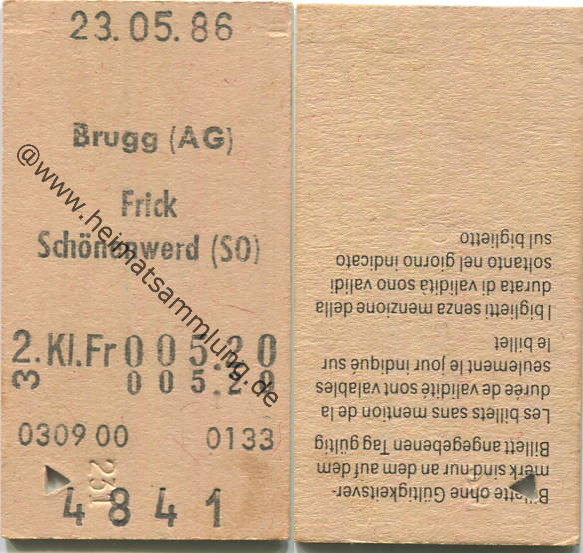 23.05.86
Brugg (AG)
Frick
Schönenwerd (SO)
2. Kl. Fr 005.20
3 005.20
0309 00 0133
231
4841
@www.heimatsammlung.de
Billette ohne Gültigkeitsver-
merk sind nur an dem auf dem
Billett angegebenen Tag gültig
Les billets sans mention de la
durée de validité sont valables
seulement le jour indiqué sur
le billet
I biglietti senza menzione della
durata di validità sono validi
soltanto nel giorno indicato
sul biglietto